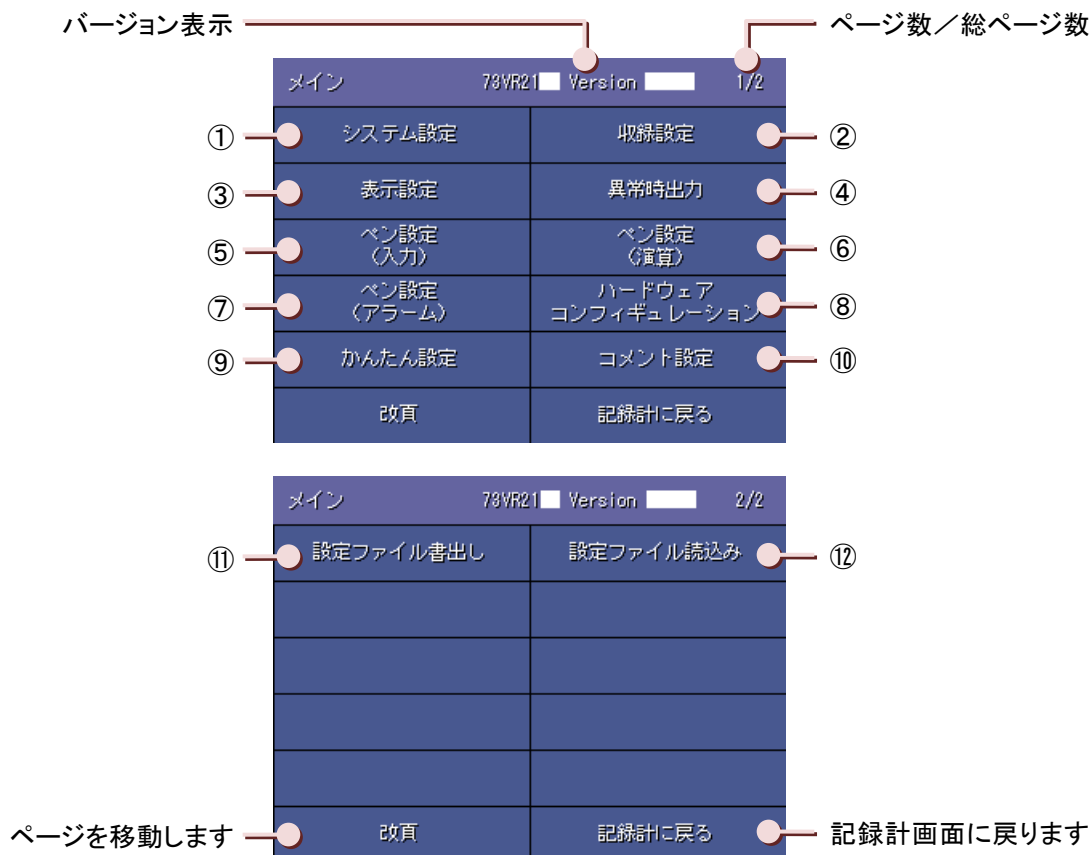 バージョン表示
ページ数／総ページ数
メイン 73VR21 Version 1/2
① システム設定 収録設定 ②
③ 表示設定 異常時出力 ④
⑤ ペン設定 ペン設定 ⑥
（入力） （演算）
⑦ ペン設定 ハードウェア ⑧
（アラーム） コンフィギュレーション
⑨ かんたん設定 コメント設定 ⑩
改頁 記録計に戻る
メイン 73VR21 Version 2/2
⑪ 設定ファイル書出し 設定ファイル読込み ⑫
ページを移動します 改頁 記録計に戻る 記録計画面に戻ります